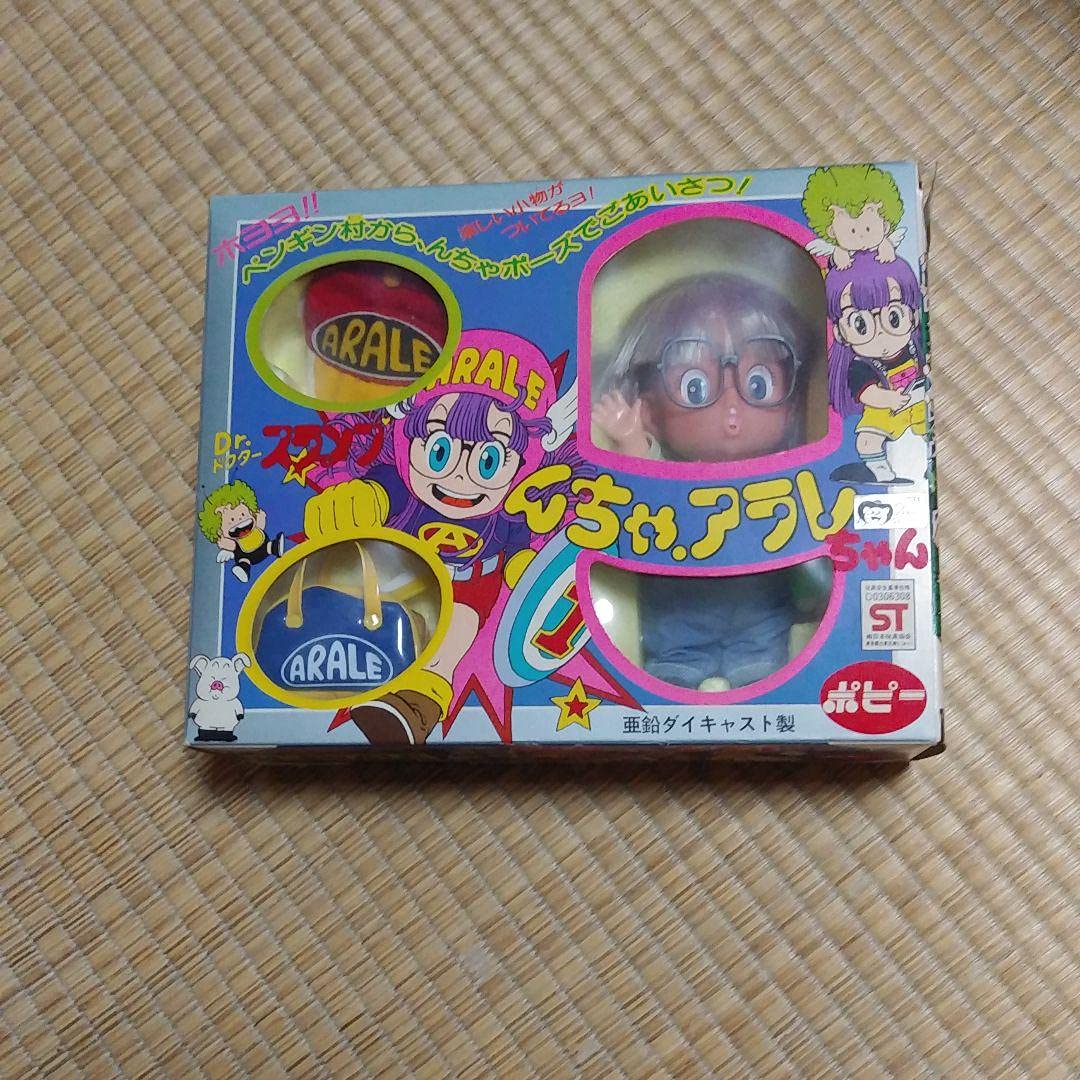 ホヨヨ!!
ペンギン村から、んちゃポーズでごあいさつ!
楽しい小物が
ついてるヨ!
ARALE
ARALE
Dr.
ドクター
スランプ
んちゃ.アラレ
ちゃん
ARALE
1
D0306308
ST
ポピー
亜鉛ダイキャスト製